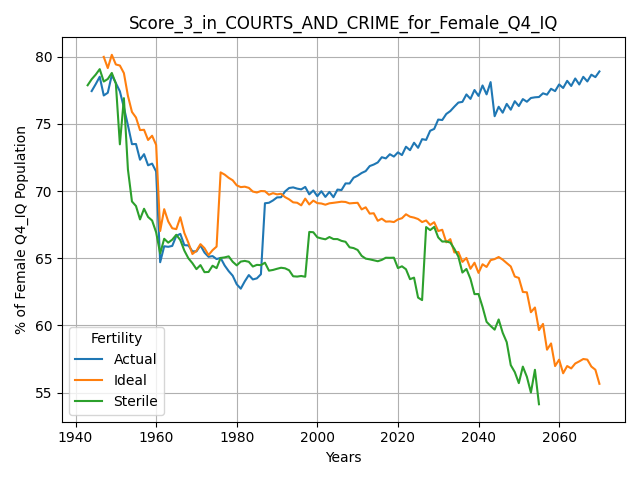 Score_3_in_COURTS_AND_CRIME_for_Female_Q4_IQ
% of Female Q4_IQ Population
80
75
70
65
60
55
Fertility
Actual
Ideal
Sterile
1940 1960 1980 2000 2020 2040 2060
Years